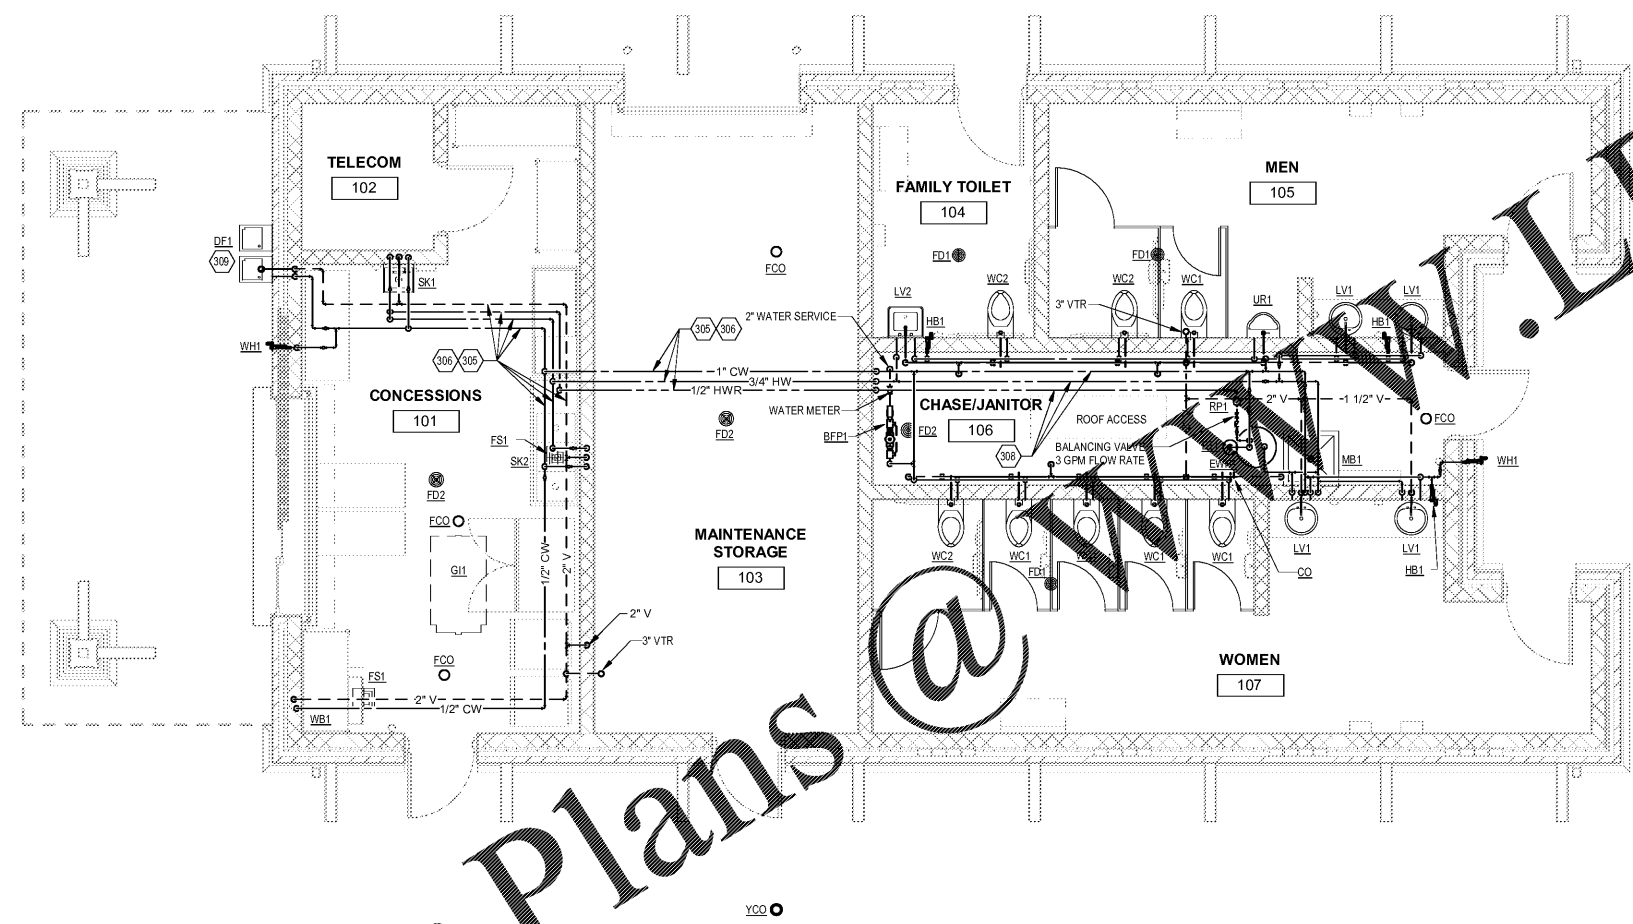 TELECOM
102
MEN
105
FAMILY TOILET
104
DF1
309
FCO
FD1
FD1
WC2
WC2
WC1
SK1
LV2
3" VTR
UR1
LV1
LV1
2" WATER SERVICE
HB1
HB1
305 306
WH1
306 305
1" CW
3/4" HW
1/2" HWR
CONCESSIONS
101
WATER METER
CHASE/JANITOR
106
RP1
2" V
1 1/2" V
ROOF ACCESS
FCO
FD2
BFP1
FD2
FS1
SK2
308
BALANCING VALVE
3 GPM FLOW RATE
MB1
WH1
FD2
FCO
MAINTENANCE
STORAGE
103
1/2" CW
2" V
GI1
WC2
WC1
WC1
WC1
LV1
LV1
FD1
CO
HB1
2" V
3" VTR
FCO
FS1
WOMEN
107
2" V
1/2" CW
WB1
YCO
Plans @ WWW.L